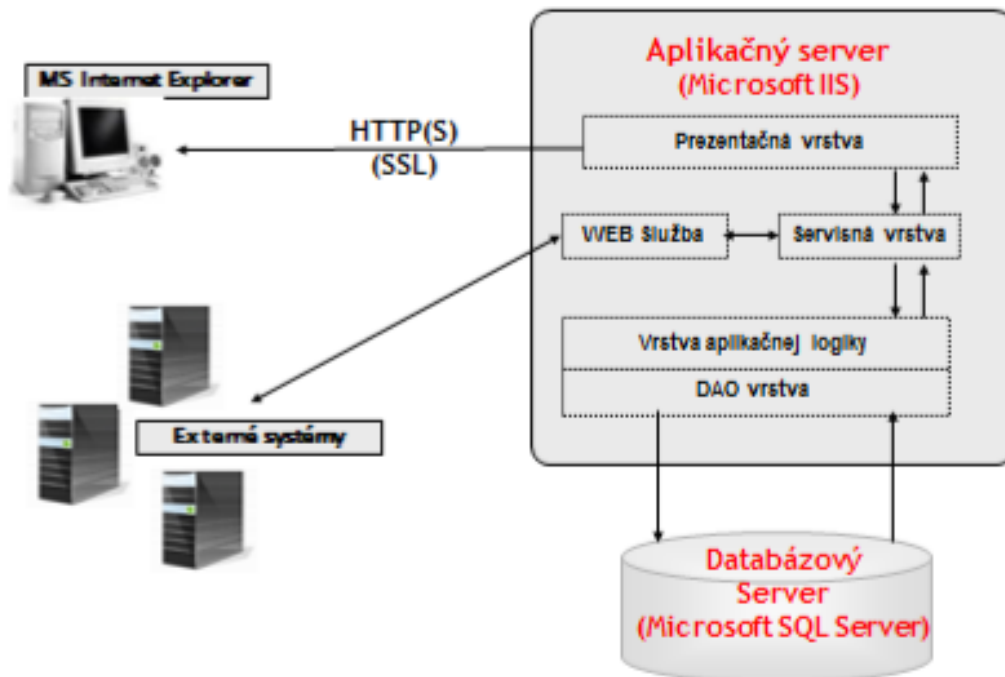 MS Internet Explorer
HTTP(S)
(SSL)
Aplikačný server
(Microsoft IIS)
Prezentačná vrstva
WEB služba
Servisná vrstva
Vrstva aplikačnej logiky
DAO vrstva
Externé systémy
Databázový
Server
(Microsoft SQL Server)